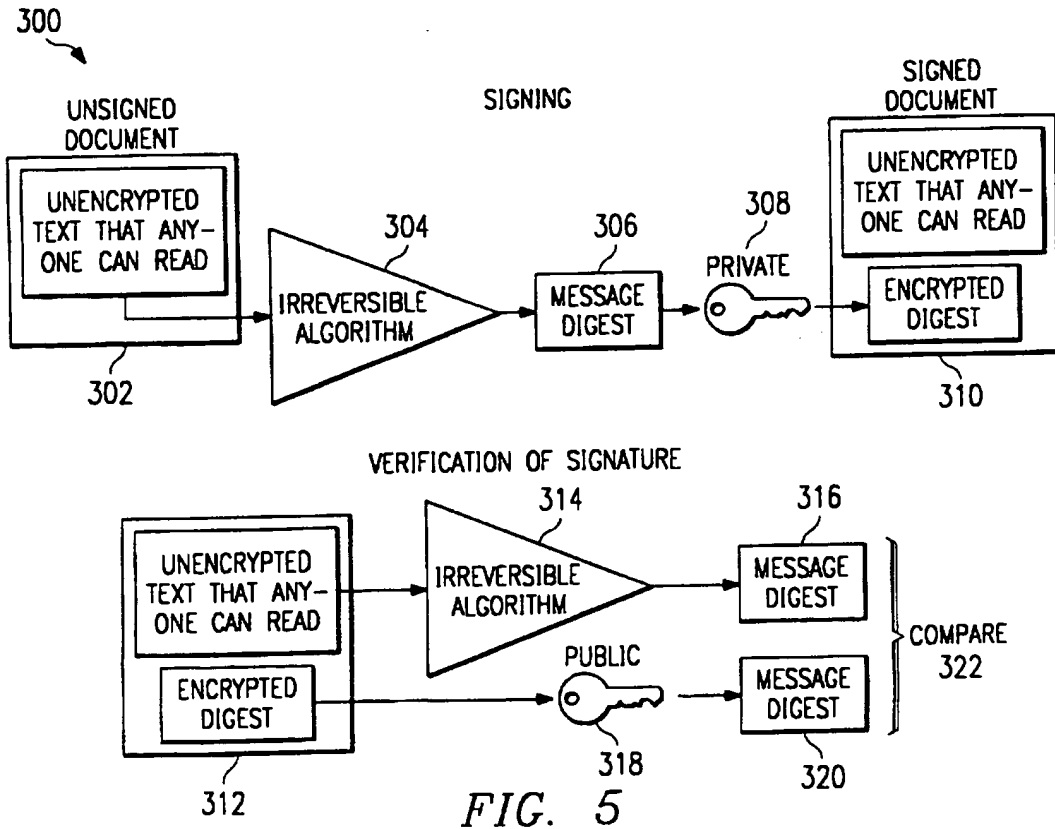 300
UNSIGNED
DOCUMENT
UNENCRYPTED
TEXT THAT ANY-
ONE CAN READ
302
SIGNING
304
IRREVERSIBLE
ALGORITHM
306
MESSAGE
DIGEST
308
PRIVATE
SIGNED
DOCUMENT
UNENCRYPTED
TEXT THAT ANY-
ONE CAN READ
ENCRYPTED
DIGEST
310
VERIFICATION OF SIGNATURE
UNENCRYPTED
TEXT THAT ANY-
ONE CAN READ
ENCRYPTED
DIGEST
312
314
IRREVERSIBLE
ALGORITHM
PUBLIC
318
316
MESSAGE
DIGEST
MESSAGE
DIGEST
320
COMPARE
322
FIG. 5